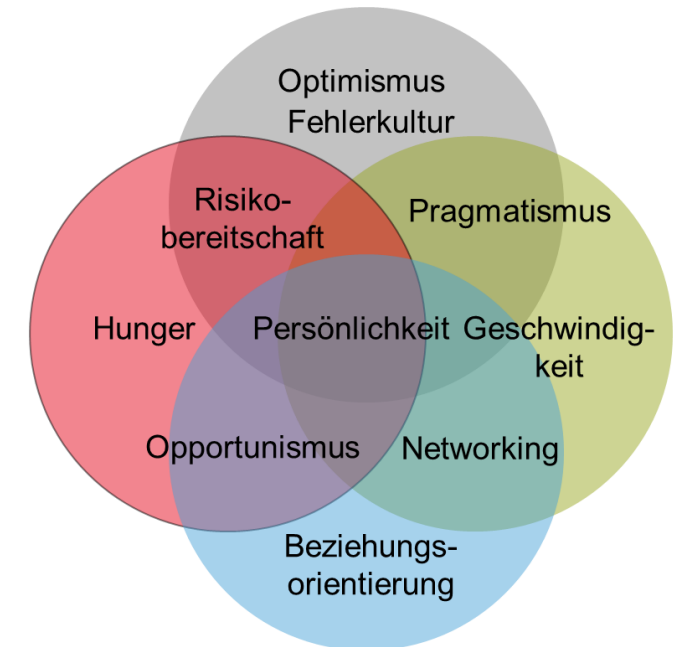 Optimismus
Fehlerkultur
Risiko-
bereitschaft
Pragmatismus
Hunger
Persönlichkeit
Geschwindig-
keit
Opportunismus
Networking
Beziehungs-
orientierung